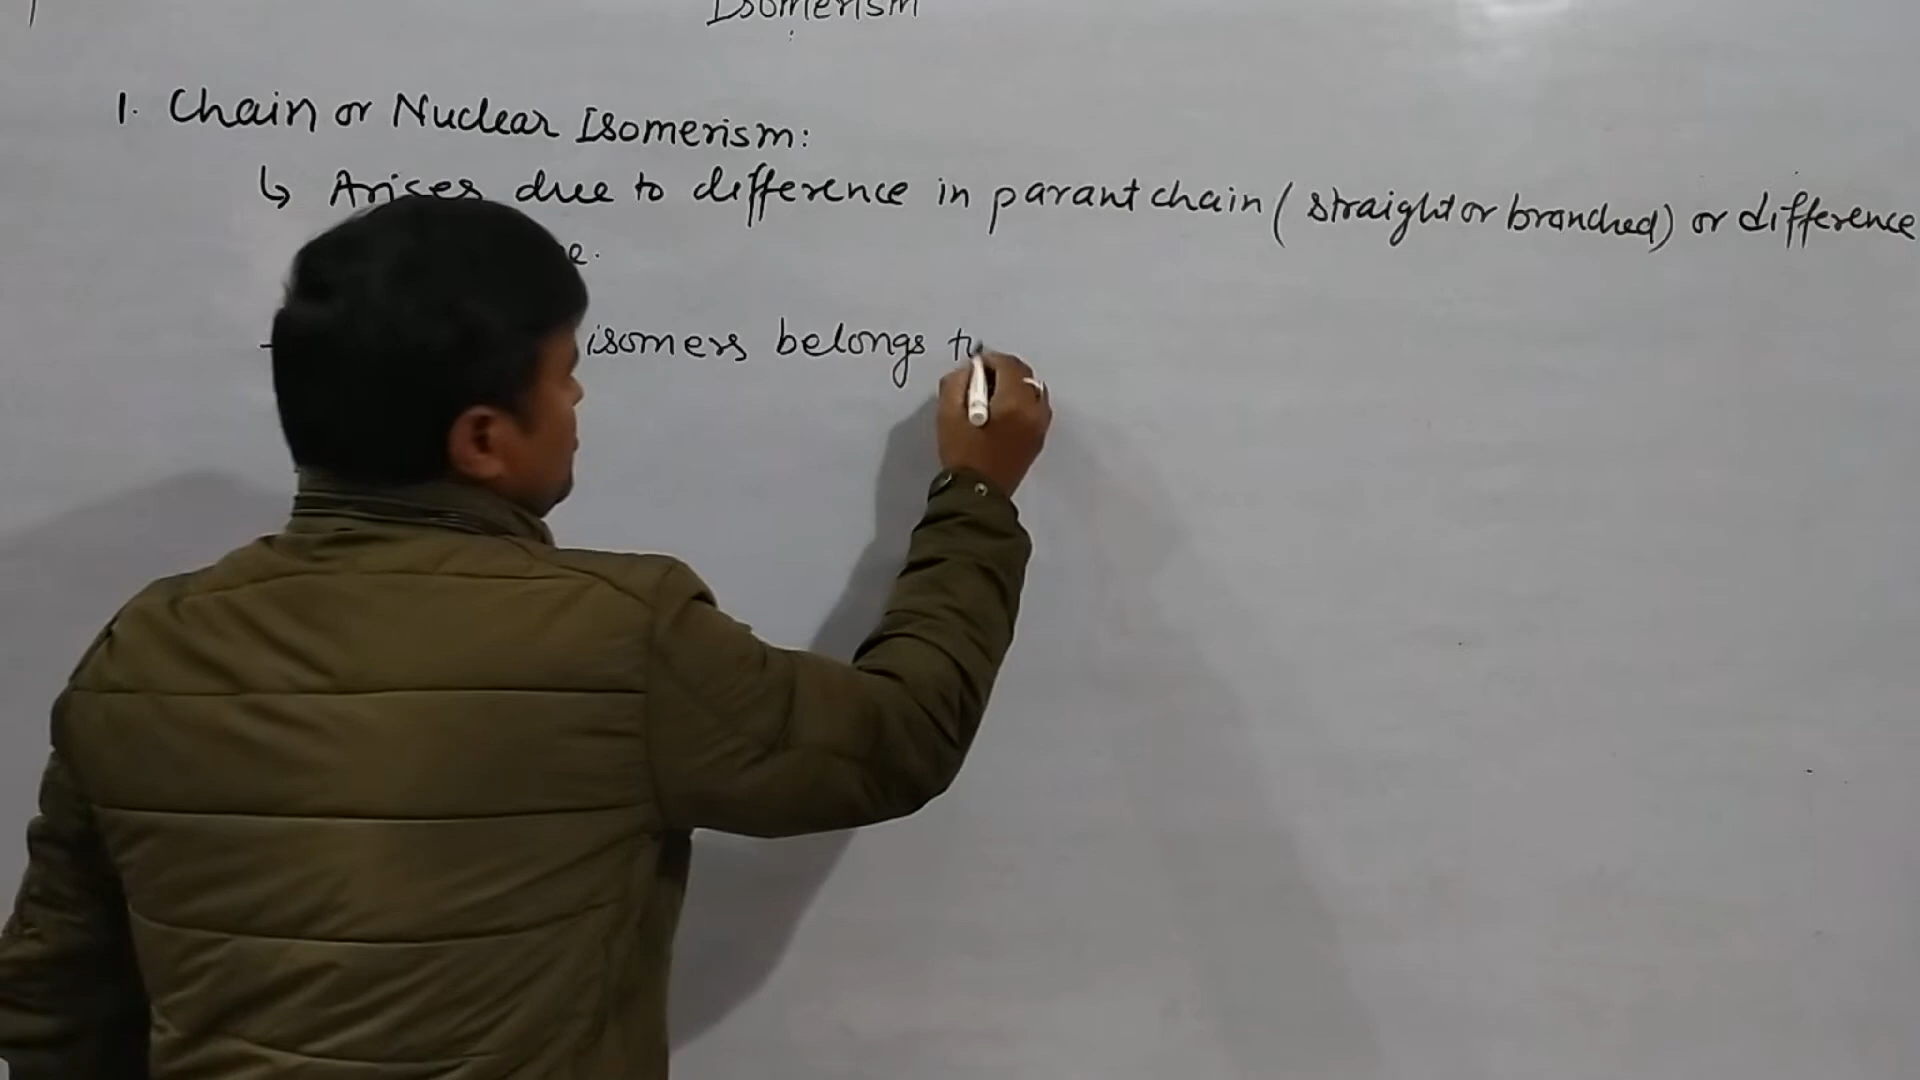 Isomerism
1. Chain or Nuclear Isomerism:
↳ Arises due to difference in parant chain ( straight or branched) or difference
isomers belongs